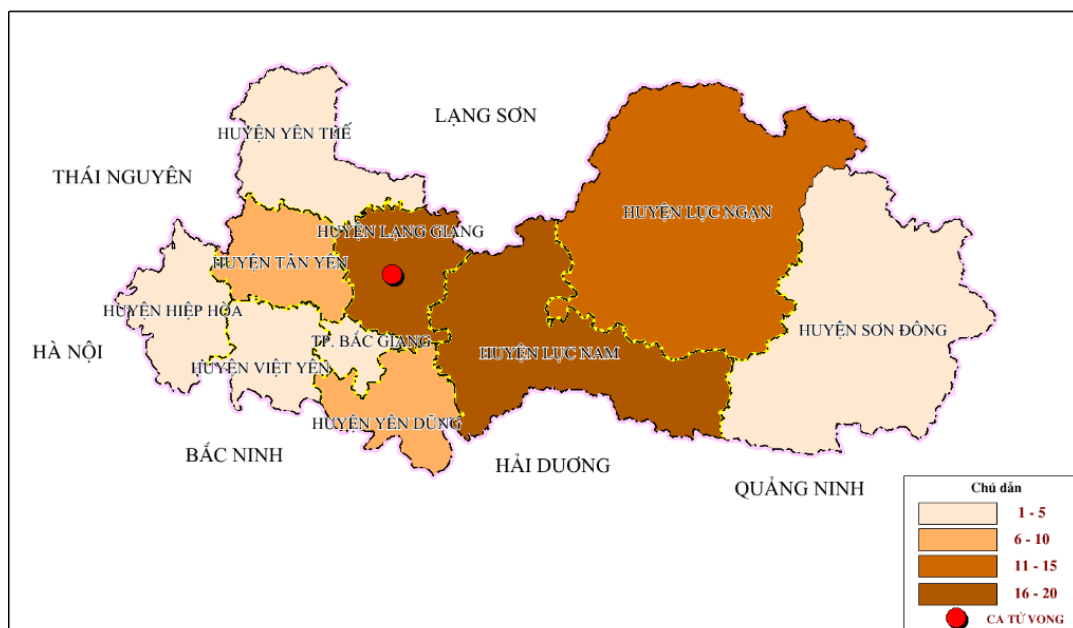 LẠNG SƠN
HUYỆN YÊN THẾ
THÁI NGUYÊN
HUYỆN LỤC NGẠN
HUYỆN LẠNG GIANG
HUYỆN TÂN YÊN
HUYỆN HIỆP HÒA
HUYỆN SƠN ĐÔNG
TP. BẮC GIANG
HÀ NỘI
HUYỆN LỤC NAM
HUYỆN VIỆT YÊN
HUYỆN YÊN DŨNG
BẮC NINH
HẢI DƯƠNG
QUẢNG NINH
Chú dẫn
1 - 5
6 - 10
11 - 15
16 - 20
CA TỬ VONG